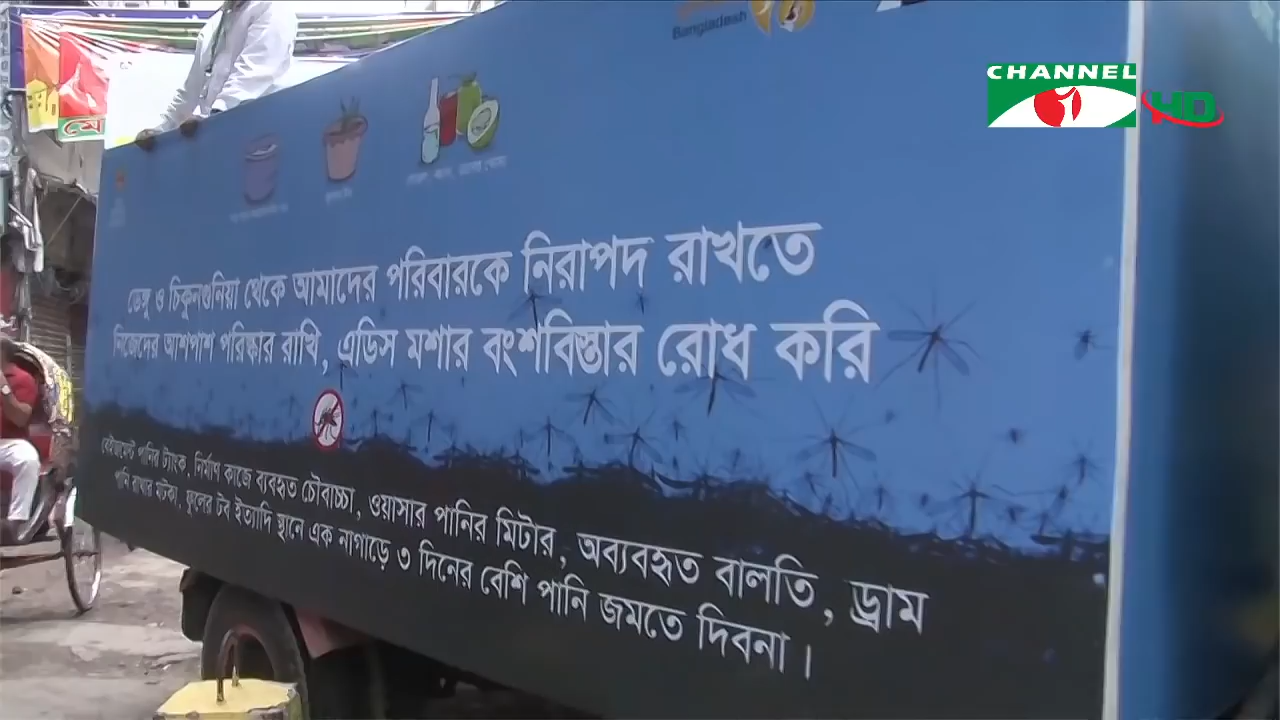 Bangladesh
CHANNEL
HD
মে
ডেঙ্গু ও চিকুনগুনিয়া থেকে আমাদের পরিবারকে নিরাপদ রাখতে
নিজেদের আশপাশ পরিষ্কার রাখি, এডিস মশার বংশবিস্তার রোধ করি
পানির ট্যাংক, নির্মাণ কাজে ব্যবহৃত চৌবাচ্চা, ওয়াসার পানির মিটার, অব্যবহৃত বালতি, ড্রাম
পানি রাখার মটকা, ফুলের টব ইত্যাদি স্থানে এক নাগাড়ে ৩ দিনের বেশি পানি জমতে দিবনা।